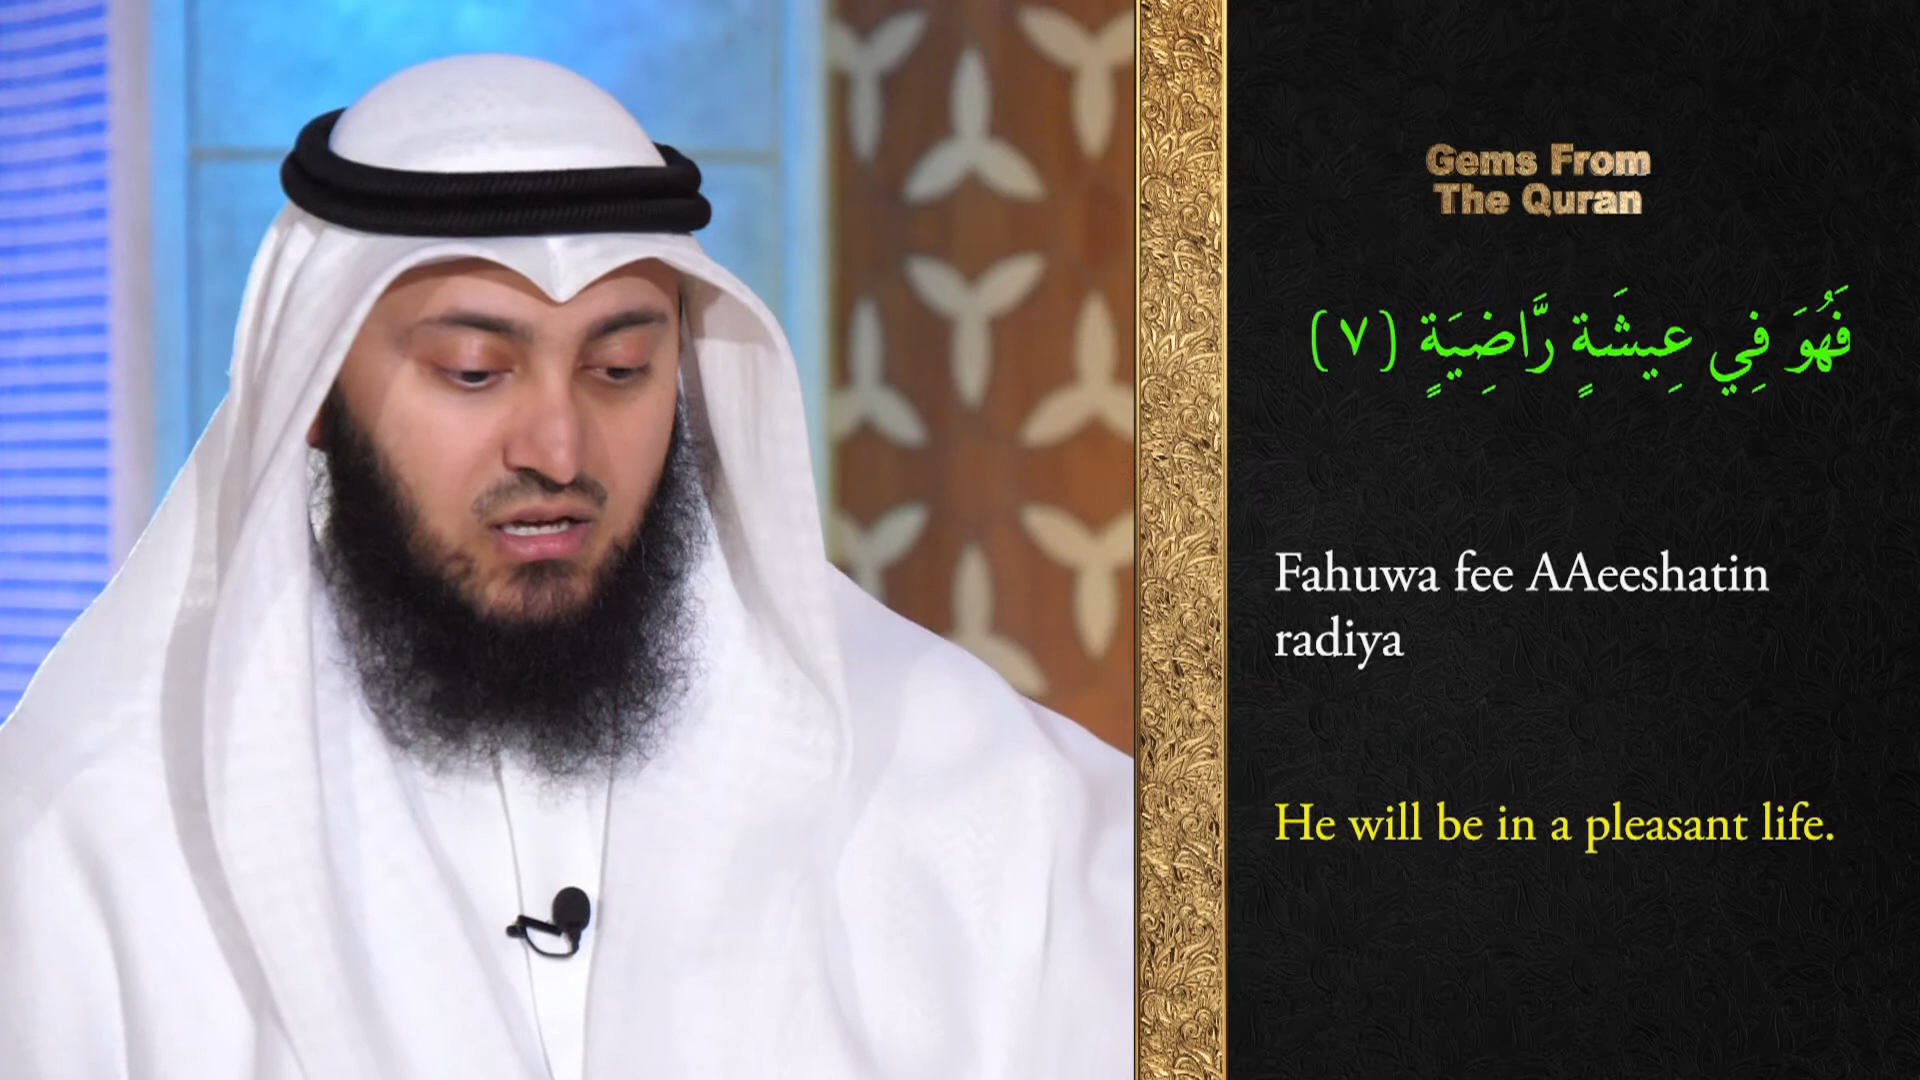 Gems From
The Quran
فَهُوَ فِي عِيشَةٍ رَّاضِيَةٍ (٧)
Fahuwa fee AAeeshatin
radiya
He will be in a pleasant life.